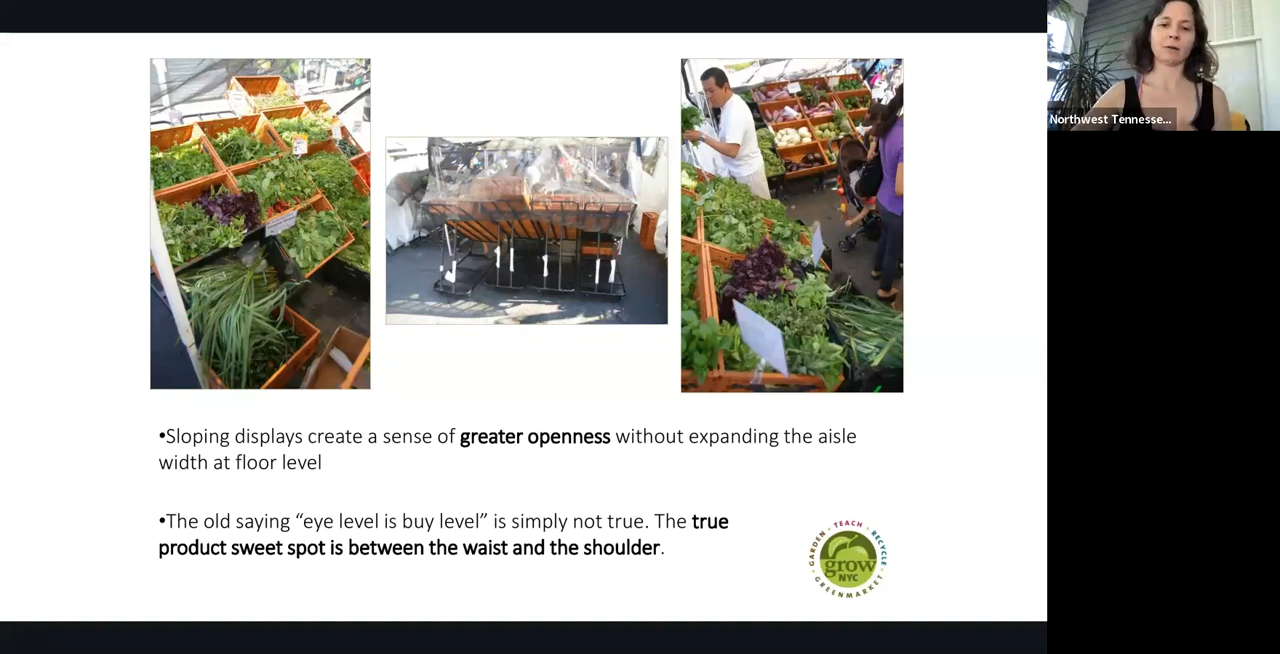 Northwest Tennesse...
•Sloping displays create a sense of greater openness without expanding the aisle
width at floor level
•The old saying “eye level is buy level” is simply not true. The true
product sweet spot is between the waist and the shoulder.
GARDEN • TEACH • RECYCLE
grow
NYC
GREENMARKET